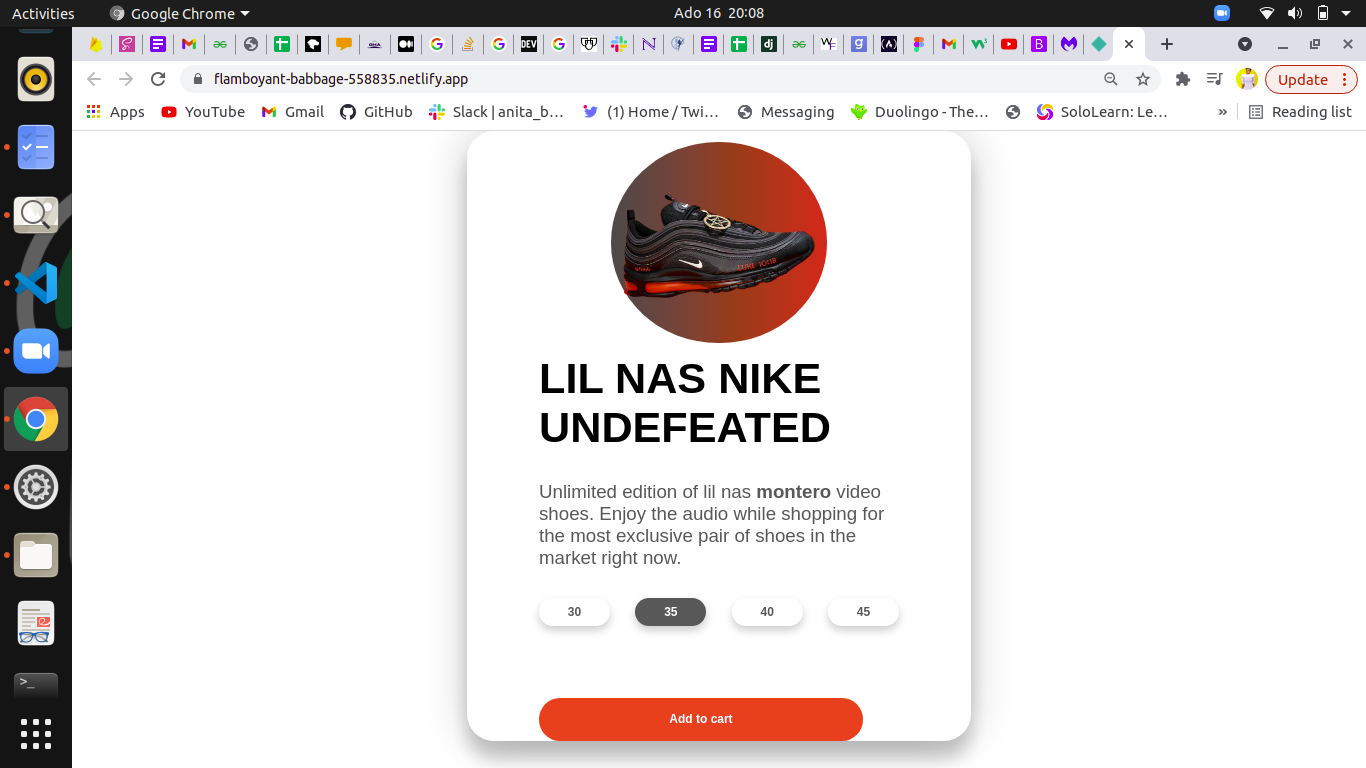 Activities
Google Chrome
Ado 16 20:08
flamboyant-babbage-558835.netlify.app
Update
Apps
YouTube
Gmail
GitHub
Slack | anita_b…
(1) Home / Twi…
Messaging
Duolingo - The…
SoloLearn: Le…
»
Reading list
LUKE 10:18
LIL NAS NIKE
UNDEFEATED
Unlimited edition of lil nas montero video
shoes. Enjoy the audio while shopping for
the most exclusive pair of shoes in the
market right now.
30
35
40
45
Add to cart